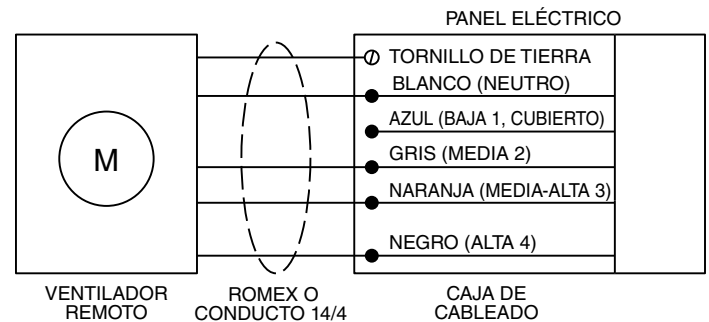 PANEL ELÉCTRICO
TORNILLO DE TIERRA
BLANCO (NEUTRO)
AZUL (BAJA 1, CUBIERTO)
M
GRIS (MEDIA 2)
NARANJA (MEDIA-ALTA 3)
NEGRO (ALTA 4)
VENTILADOR
REMOTO
ROMEX O
CONDUCTO 14/4
CAJA DE
CABLEADO